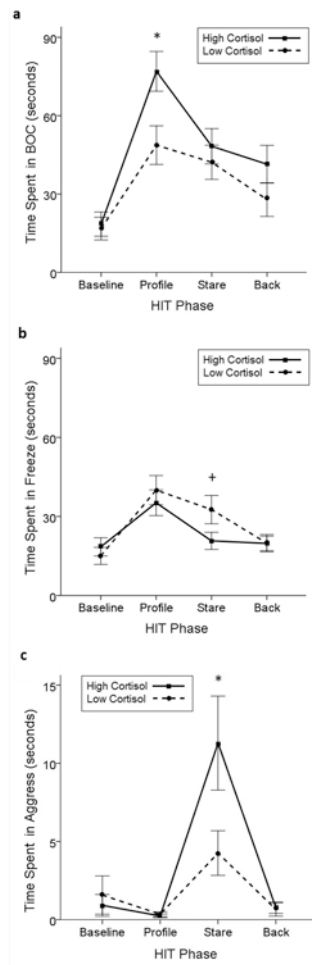 a
90
60
30
0
Time Spent in BOC (seconds)
*
High Cortisol
Low Cortisol
Baseline Profile Stare Back
HIT Phase
b
90
60
30
0
Time Spent in Freeze (seconds)
+
High Cortisol
Low Cortisol
Baseline Profile Stare Back
HIT Phase
c
15
10
5
0
Time Spent in Aggress (seconds)
High Cortisol
Low Cortisol
*
Baseline Profile Stare Back
HIT Phase